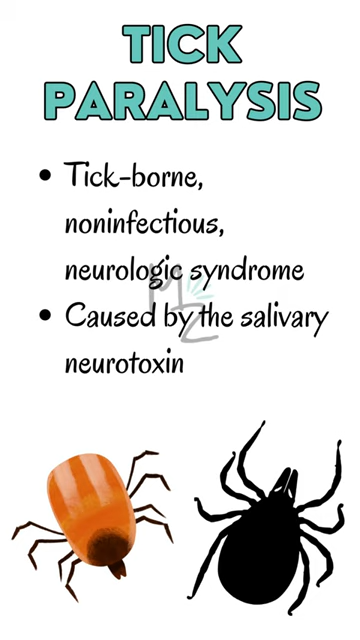 TICK
PARALYSIS
• Tick-borne,
noninfectious,
neurologic syndrome
• Caused by the salivary
neurotoxin